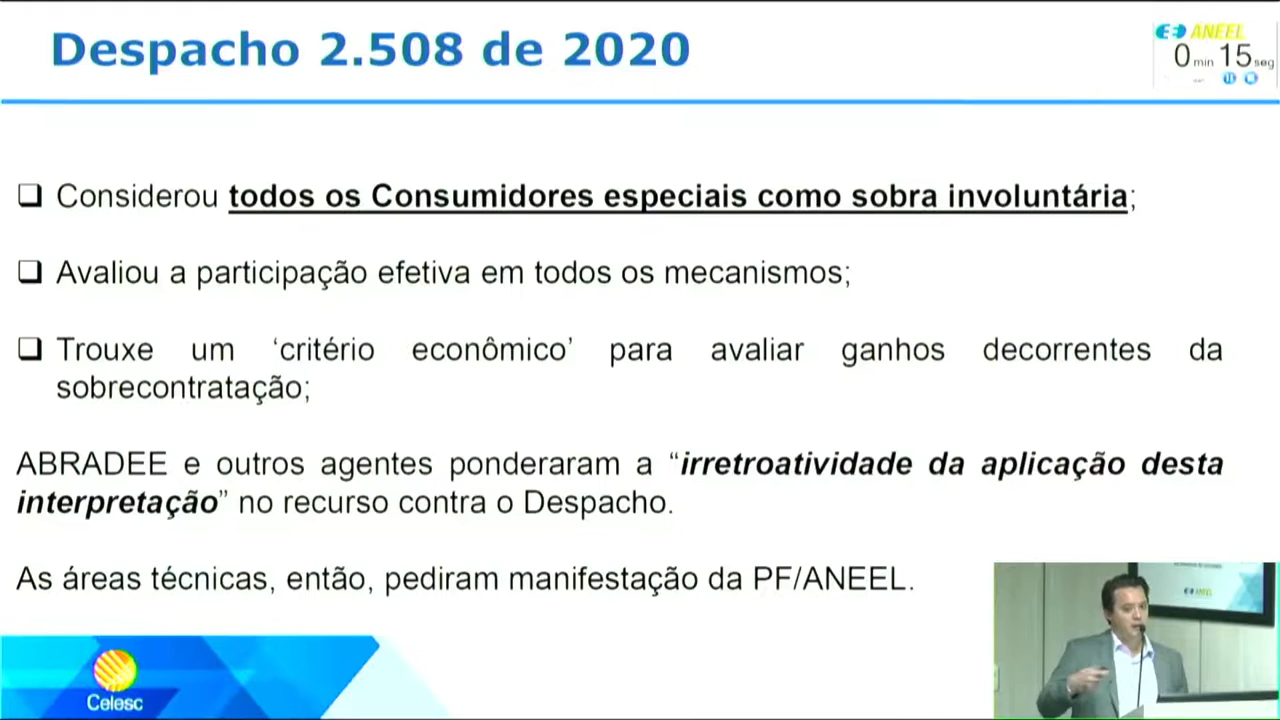 Despacho 2.508 de 2020
ANEEL
0 min 15 seg
❑ Considerou todos os Consumidores especiais como sobra involuntária;
❑ Avaliou a participação efetiva em todos os mecanismos;
❑ Trouxe um ‘critério econômico’ para avaliar ganhos decorrentes da
sobrecontratação;
ABRADEE e outros agentes ponderaram a “irretroatividade da aplicação desta
interpretação” no recurso contra o Despacho.
As áreas técnicas, então, pediram manifestação da PF/ANEEL.
Celesc
ANEEL